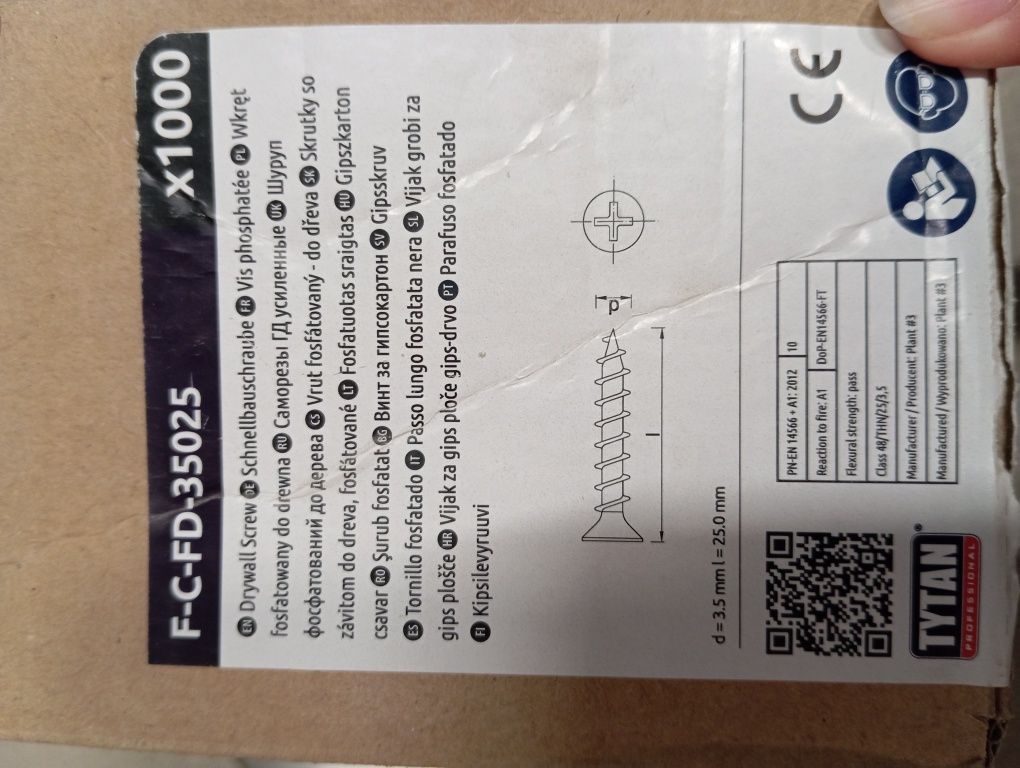 F-C-FD-35025 X1000
EN Drywall Screw DE Schnellbauschraube FR Vis phosphatée PL Wkręt
fosfatowany do drewna RU Саморезы ГД усиленные UK Шуруп
фосфатований до дерева CS Vrut fosfátovaný - do dřeva SK Skrutky so
závitom do dreva, fosfátované LT Fosfatuotas sraigtas HU Gipszkarton
csavar RO Şurub fosfatat BG Винт за гипсокартон SV Gipsskruv
ES Tornillo fosfatado IT Passo lungo fosfatata nera SL Vijak grobi za
gips plošče HR Vijak za gips ploče gips-drvo PT Parafuso fosfatado
FI Kipsilevyruuvi
d
l
d = 3.5 mm l = 25.0 mm
CE
PN-EN 14566 + A1: 2012 10
Reaction to fire: A1 DoP-EN14566-FT
Flexural strength: pass
Class 48/THN/25/3,5
Manufacturer / Producent: Plant #3
Manufactured / Wyprodukowano: Plant #3
TYTAN®
PROFESSIONAL